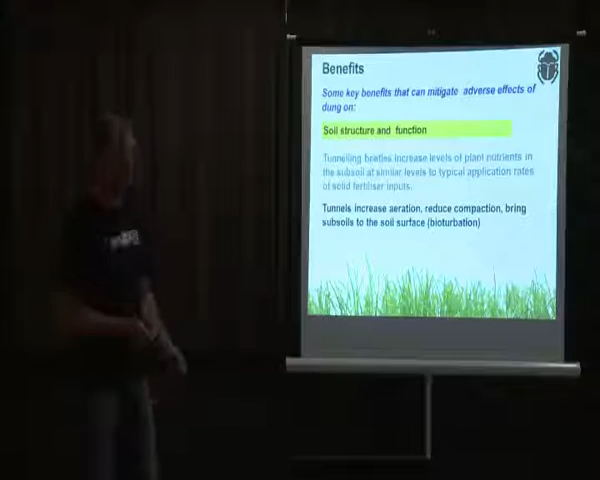 Benefits
Some key benefits that can mitigate adverse effects of
dung on:
Soil structure and function
Tunnelling beetles increase levels of plant nutrients in
the subsoil at similar levels to typical application rates
of solid fertiliser inputs.
Tunnels increase aeration, reduce compaction, bring
subsoils to the soil surface (bioturbation)